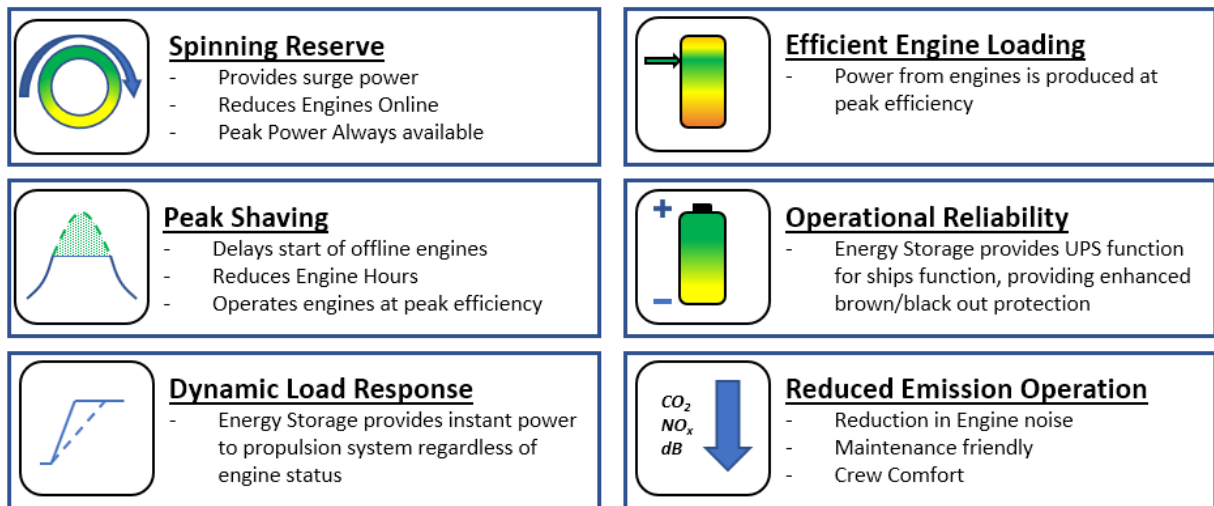 Spinning Reserve
- Provides surge power
- Reduces Engines Online
- Peak Power Always available
Efficient Engine Loading
- Power from engines is produced at
peak efficiency
Peak Shaving
- Delays start of offline engines
- Reduces Engine Hours
- Operates engines at peak efficiency
+
−
Operational Reliability
- Energy Storage provides UPS function
for ships function, providing enhanced
brown/black out protection
Dynamic Load Response
- Energy Storage provides instant power
to propulsion system regardless of
engine status
CO₂
NOₓ
dB
Reduced Emission Operation
- Reduction in Engine noise
- Maintenance friendly
- Crew Comfort